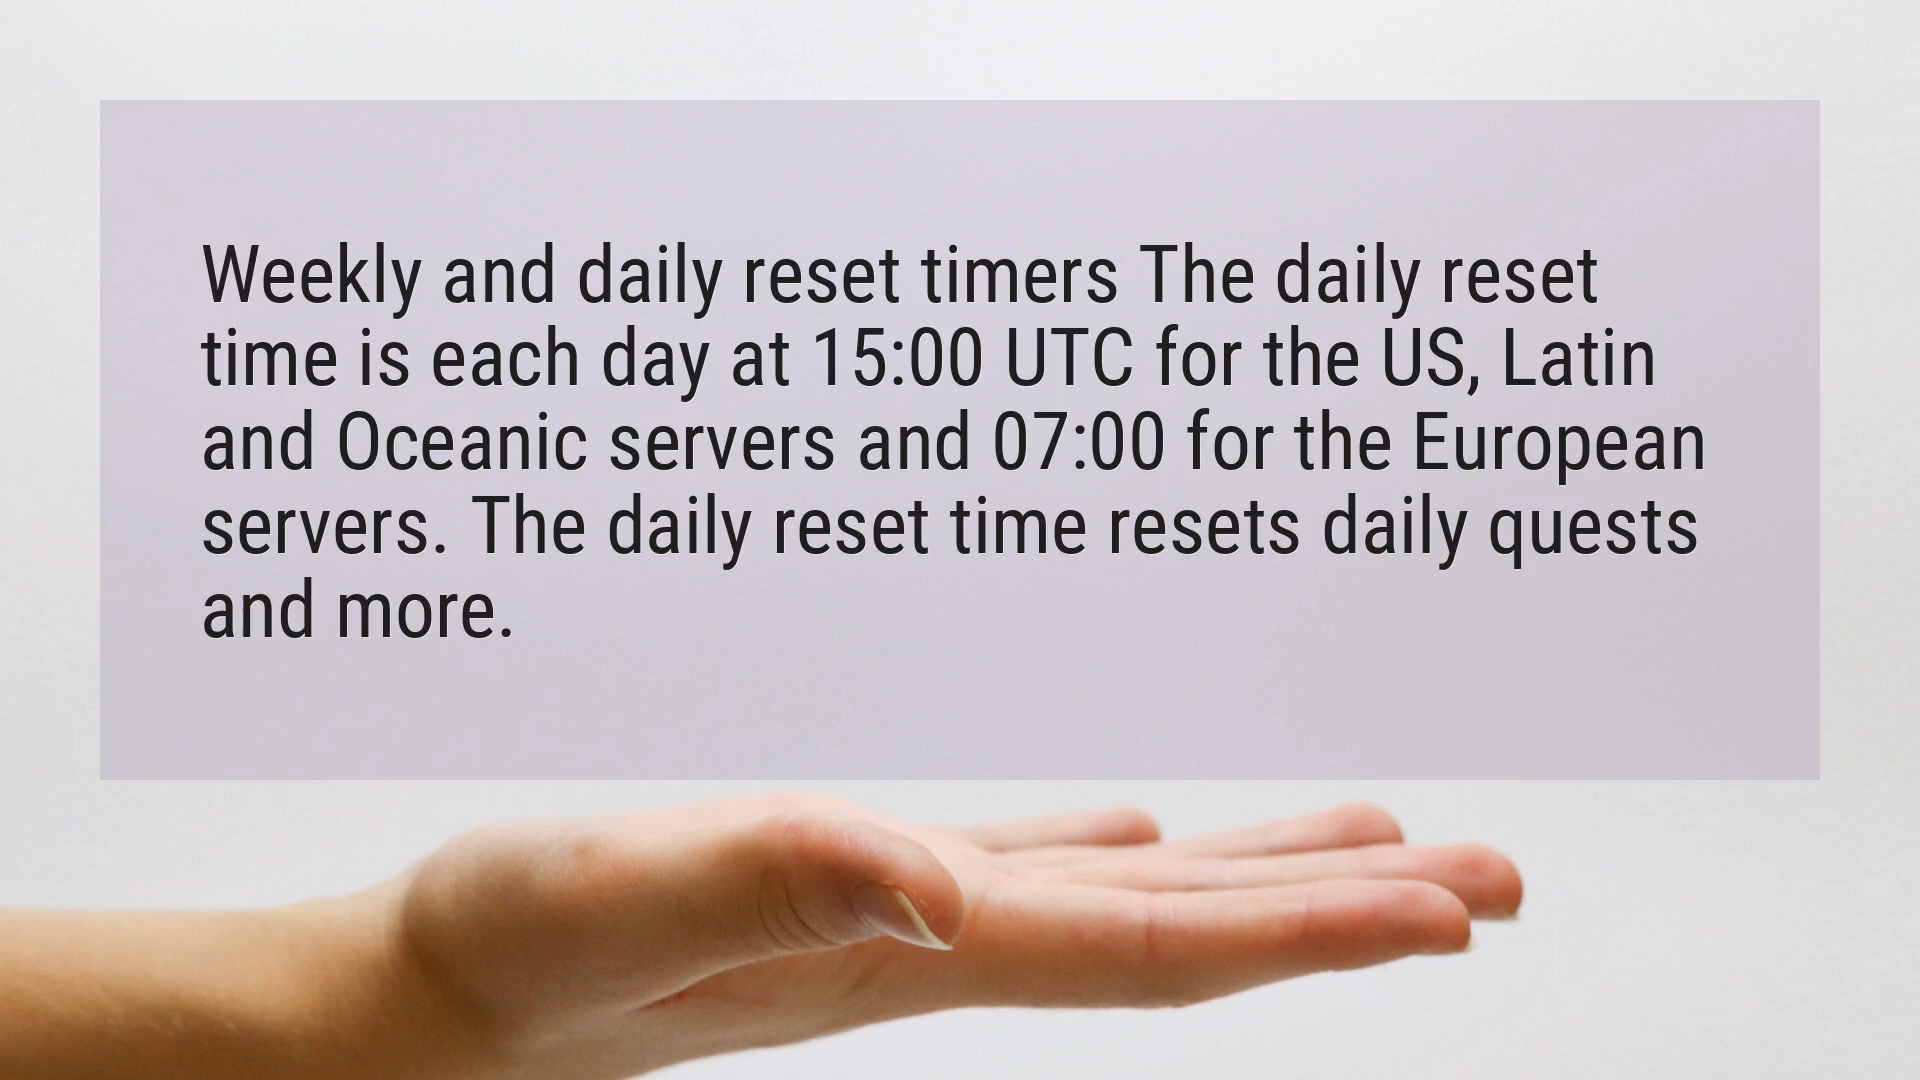 Weekly and daily reset timers The daily reset
time is each day at 15:00 UTC for the US, Latin
and Oceanic servers and 07:00 for the European
servers. The daily reset time resets daily quests
and more.